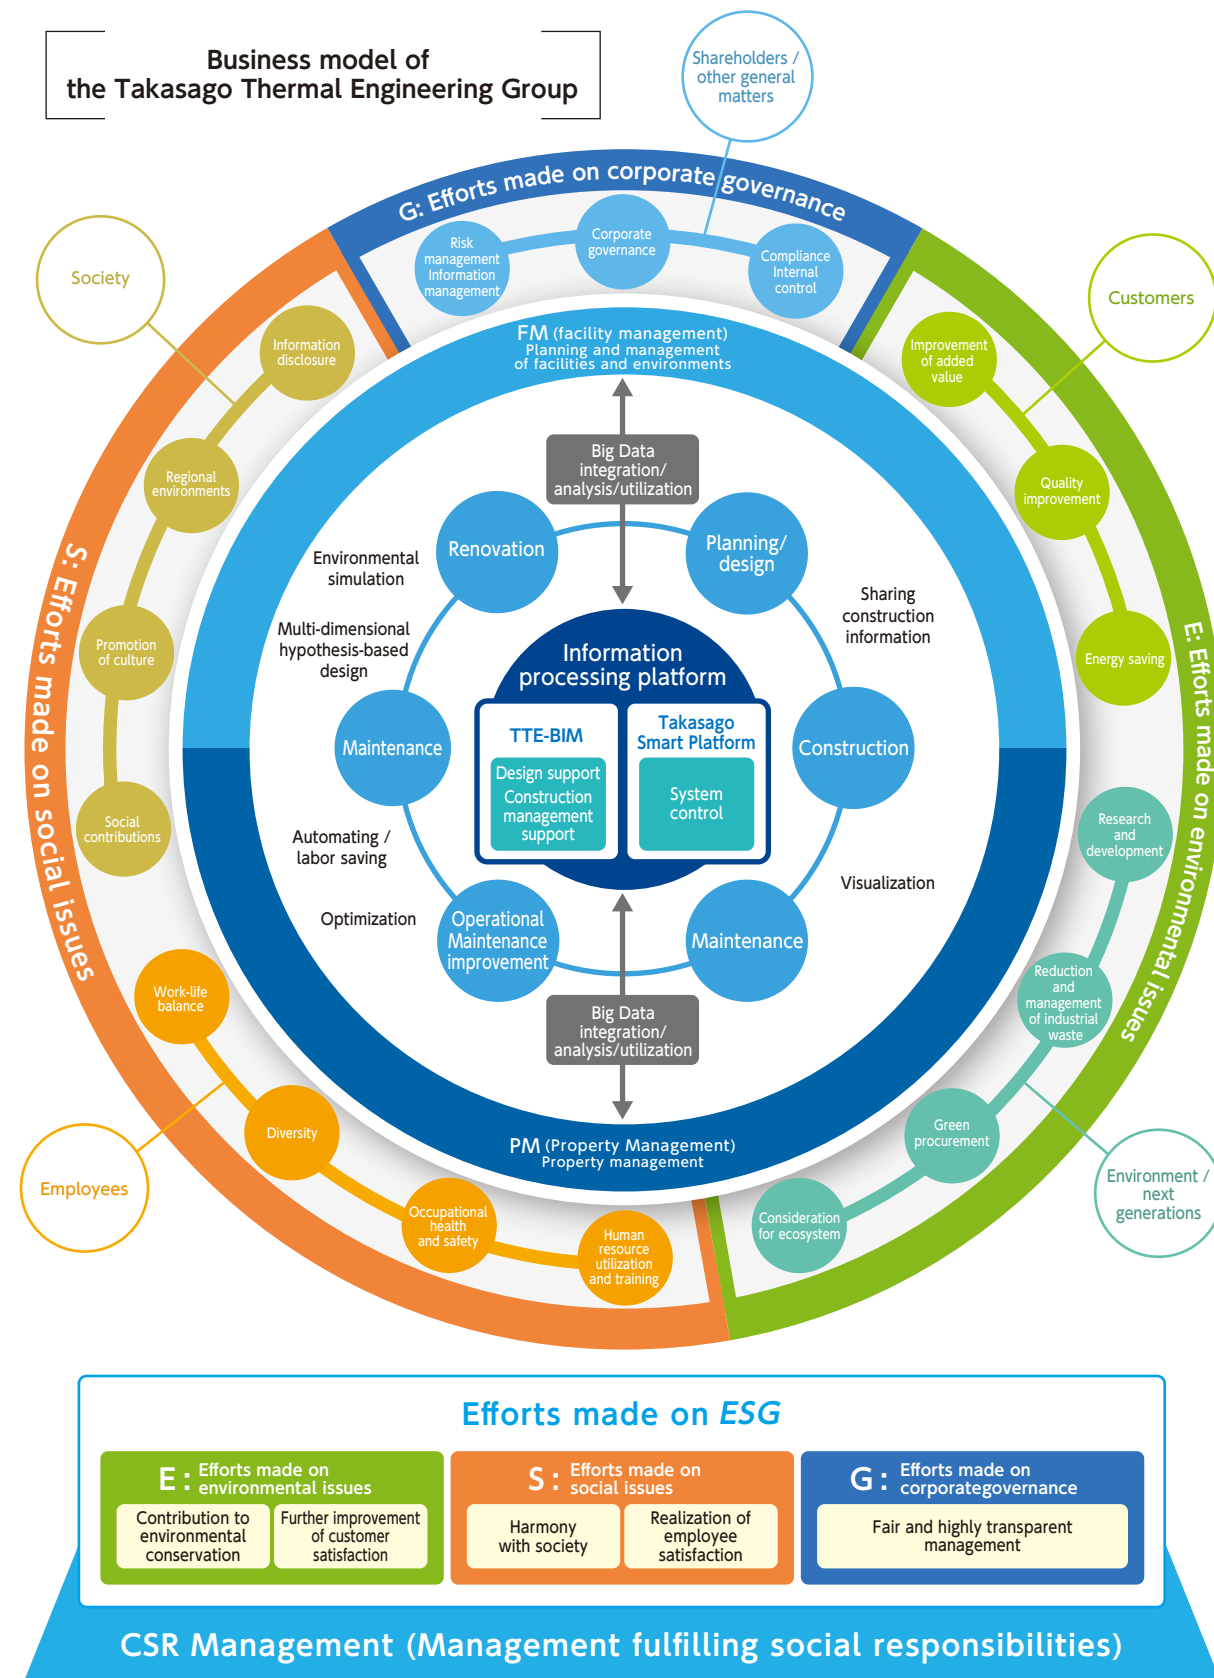 Business model of
the Takasago Thermal Engineering Group
Shareholders /
other general
matters
G: Efforts made on corporate governance
Risk
management
Information
management
Corporate
governance
Compliance
Internal
control
Society
Information
disclosure
Regional
environments
Promotion
of culture
Social
contributions
S: Efforts made on social issues
Customers
Improvement
of added
value
Quality
improvement
Energy saving
E: Efforts made on environmental issues
FM (facility management)
Planning and management
of facilities and environments
Big Data
integration/
analysis/utilization
Renovation
Planning/
design
Environmental
simulation
Multi-dimensional
hypothesis-based
design
Sharing
construction
information
Information
processing platform
TTE-BIM
Design support
Construction
management
support
Takasago
Smart Platform
System
control
Maintenance
Construction
Automating /
labor saving
Optimization
Visualization
Operational
Maintenance
improvement
Maintenance
Big Data
integration/
analysis/utilization
PM (Property Management)
Property management
Research
and
development
Reduction
and
management
of industrial
waste
Green
procurement
Consideration
for ecosystem
Environment /
next
generations
Work-life
balance
Diversity
Occupational
health
and safety
Human
resource
utilization
and training
Employees
Efforts made on ESG
E : Efforts made on
environmental issues
Contribution to
environmental
conservation
Further improvement
of customer
satisfaction
S : Efforts made on
social issues
Harmony
with society
Realization of
employee
satisfaction
G : Efforts made on
corporategovernance
Fair and highly transparent
management
CSR Management (Management fulfilling social responsibilities)